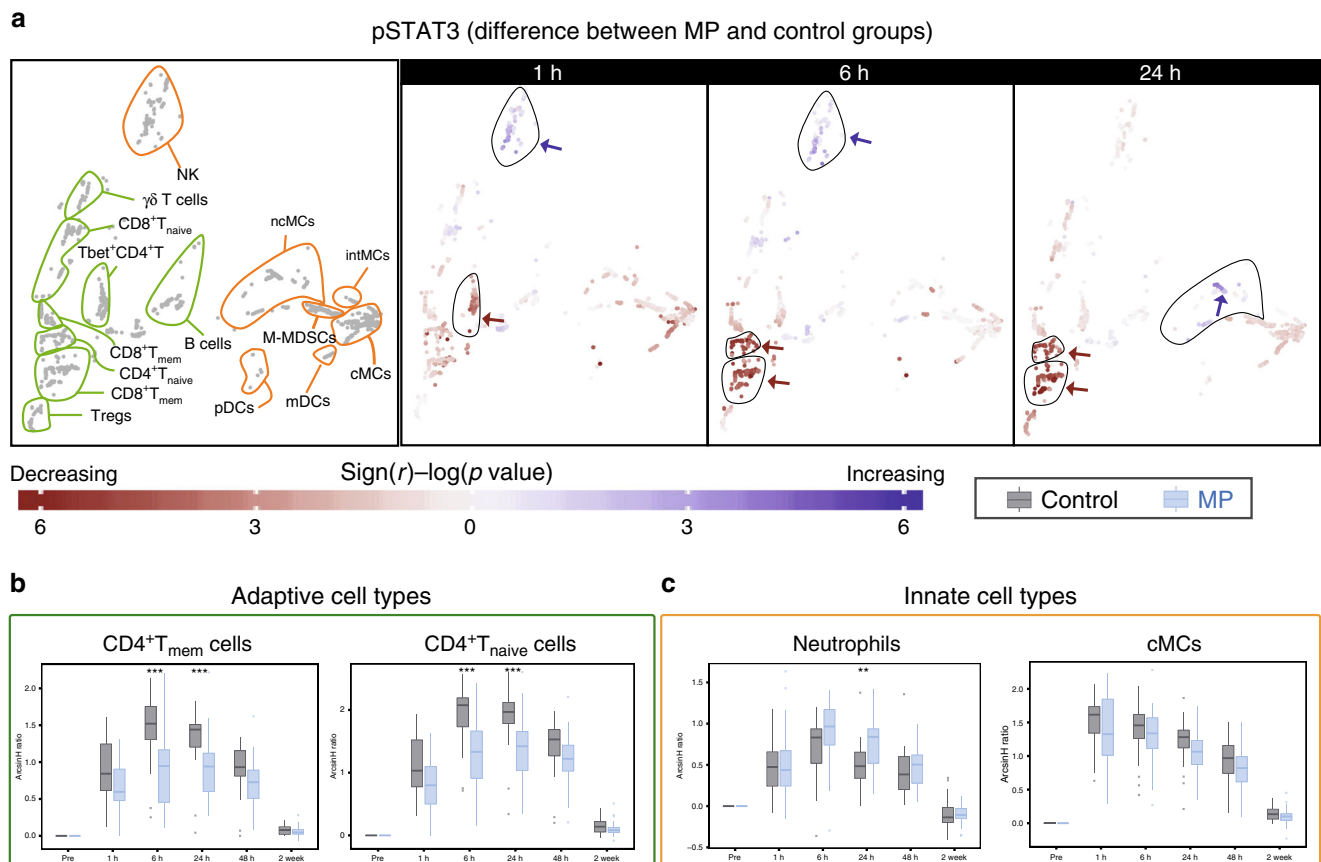 a
pSTAT3 (difference between MP and control groups)
1 h
6 h
24 h
NK
γδ T cells
CD8⁺Tnaive
Tbet⁺CD4⁺T
ncMCs
intMCs
B cells
M-MDSCs
cMCs
CD8⁺Tmem
CD4⁺Tnaive
CD8⁺Tmem
pDCs
mDCs
Tregs
Decreasing
Sign(r)–log(p value)
Increasing
6 3 0 3 6
Control
MP
b
Adaptive cell types
c
Innate cell types
CD4⁺Tmem cells
CD4⁺Tnaive cells
Neutrophils
cMCs
*** ***
ArcsinH ratio
2.0
1.5
1.0
0.5
0.0
Pre 1 h 6 h 24 h 48 h 2 week
*** ***
ArcsinH ratio
2
1
0
Pre 1 h 6 h 24 h 48 h 2 week
**
ArcsinH ratio
1.5
1.0
0.5
0.0
−0.5
Pre 1 h 6 h 24 h 48 h 2 week
ArcsinH ratio
2.0
1.5
1.0
0.5
0.0
Pre 1 h 6 h 24 h 48 h 2 week